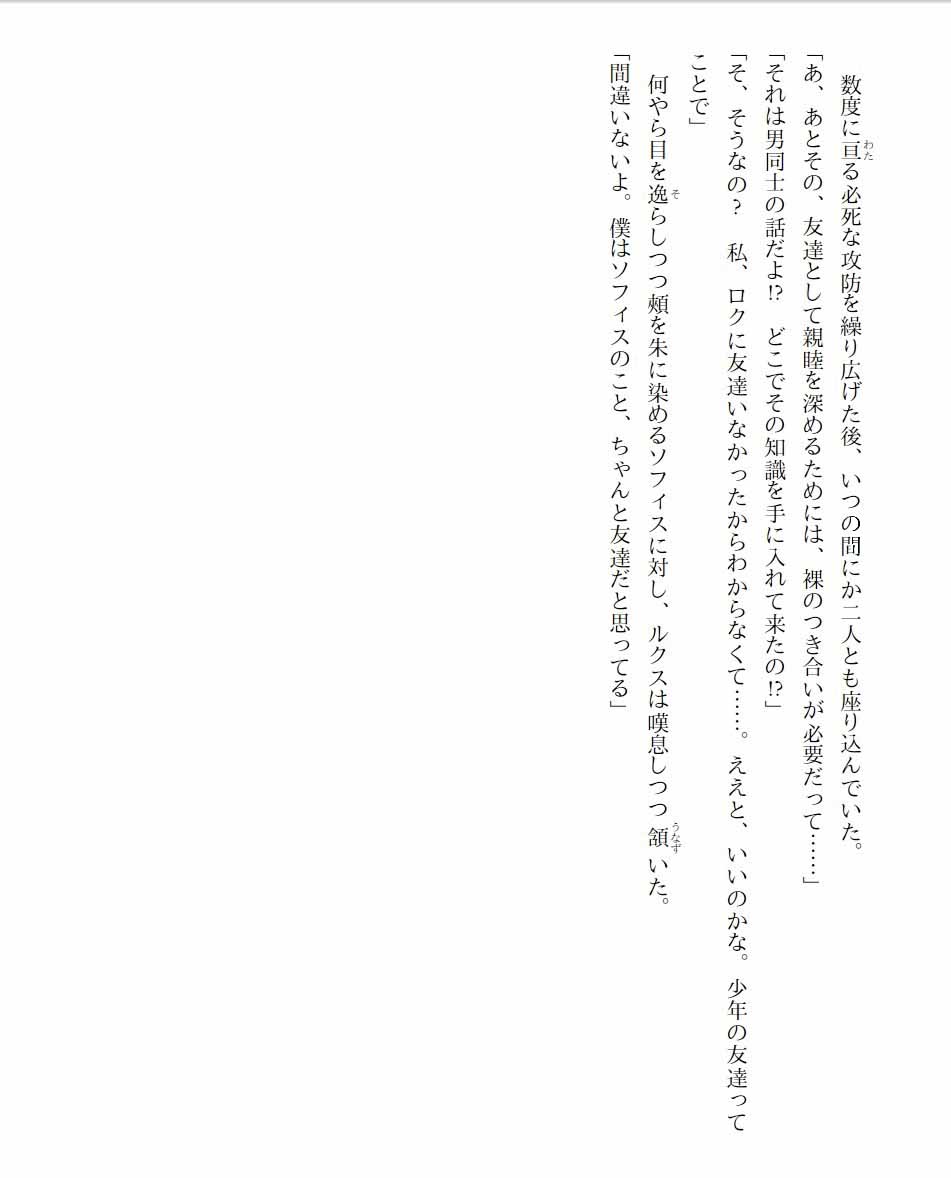 数度に亘る必死な攻防を繰り広げた後、いつの間にか二人とも座り込んでいた。
「あ、あとその、友達として親睦を深めるためには、裸のつき合いが必要だって……」
「それは男同士の話だよ!?　どこでその知識を手に入れて来たの!?」
「そ、そうなの?　私、ロクに友達いなかったからわからなくて……。ええと、いいのかな。少年の友達って
ことで」
何やら目を逸らしつつ頬を朱に染めるソフィスに対し、ルクスは嘆息しつつ頷いた。
「間違いないよ。僕はソフィスのこと、ちゃんと友達だと思ってる」